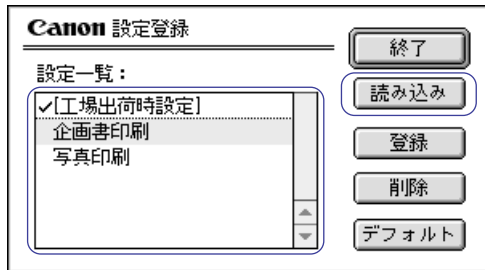 Canon 設定登録
設定一覧：
✓[工場出荷時設定]
企画書印刷
写真印刷
終了
読み込み
登録
削除
デフォルト